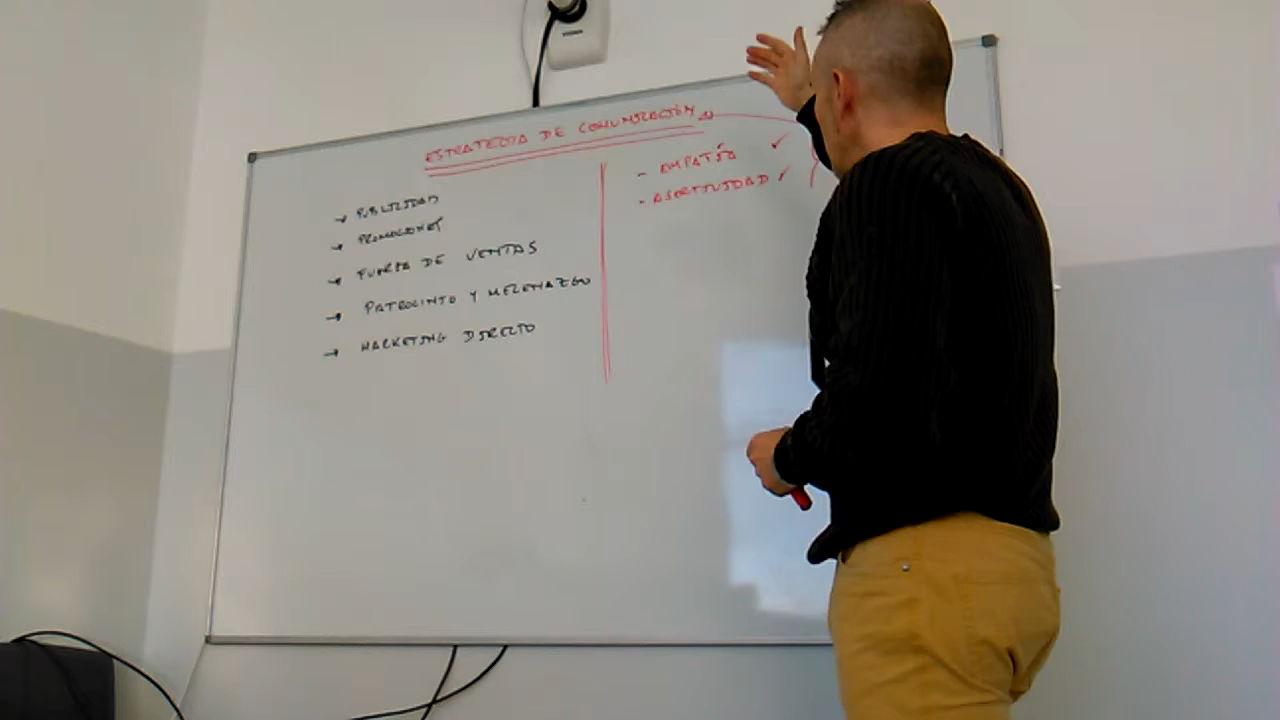 ESTRATEGIA DE COMUNICACIÓN
→ PUBLICIDAD
→ PROMOCIONES
→ FUERZA DE VENTAS
→ PATROCINIO Y MECENAZGO
→ MARKETING DIRECTO
- EMPATÍA ✓
- ASERTIVIDAD ✓